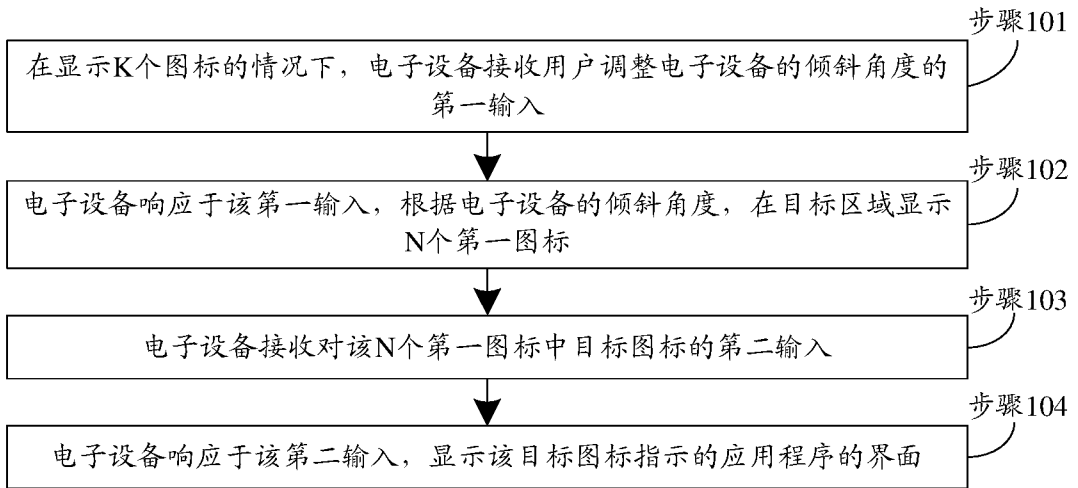 步骤101
在显示K个图标的情况下，电子设备接收用户调整电子设备的倾斜角度的
第一输入
步骤102
电子设备响应于该第一输入，根据电子设备的倾斜角度，在目标区域显示
N个第一图标
步骤103
电子设备接收对该N个第一图标中目标图标的第二输入
步骤104
电子设备响应于该第二输入，显示该目标图标指示的应用程序的界面